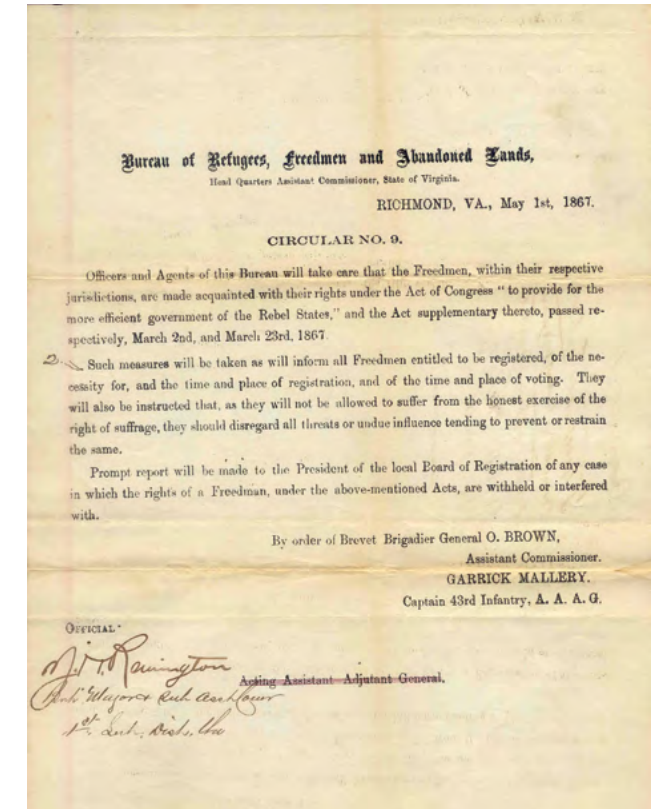 Bureau of Refugees, Freedmen and Abandoned Lands,
Head Quarters Assistant Commissioner, State of Virginia.
RICHMOND, VA., May 1st, 1867.
CIRCULAR NO. 9.
Officers and Agents of this Bureau will take care that the Freedmen, within their respective
jurisdictions, are made acquainted with their rights under the Act of Congress " to provide for the
more efficient government of the Rebel States," and the Act supplementary thereto, passed re-
spectively, March 2nd, and March 23rd, 1867.
2 Such measures will be taken as will inform all Freedmen entitled to be registered, of the ne-
cessity for, and the time and place of registration, and of the time and place of voting. They
will also be instructed that, as they will not be allowed to suffer from the honest exercise of the
right of suffrage, they should disregard all threats or undue influence tending to prevent or restrain
the same.
Prompt report will be made to the President of the local Board of Registration of any case
in which the rights of a Freedman, under the above-mentioned Acts, are withheld or interfered
with.
By order of Brevet Brigadier General O. BROWN,
Assistant Commissioner.
GARRICK MALLERY.
Captain 43rd Infantry, A. A. A. G.
OFFICIAL:
Remington
Acting Assistant Adjutant General.
Major & Sub Asst
1st Sub. Dist.